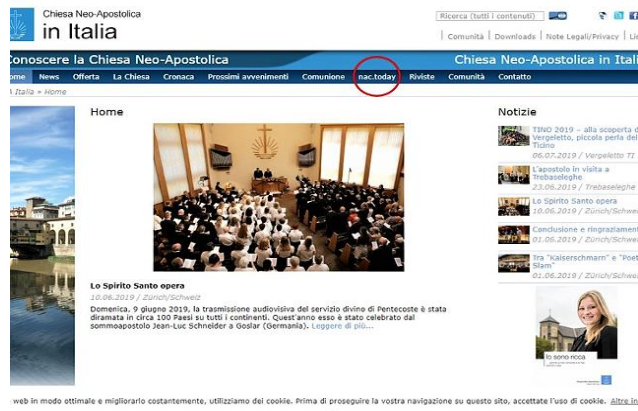 Chiesa Neo-Apostolica
in Italia
Ricerca (tutti i contenuti)
Comunità | Downloads | Note Legali/Privacy
Conoscere la Chiesa Neo-Apostolica
Chiesa Neo-Apostolica in Itali
ome News Offerta La Chiesa Cronaca Prossimi avvenimenti Comunione nac.today Riviste Comunità Contatto
Italia » Home
Home
Lo Spirito Santo opera
10.06.2019 / Zürich/Schweiz
Domenica, 9 giugno 2019, la trasmissione audiovisiva del servizio divino di Pentecoste è stata
diramata in circa 100 Paesi su tutti i continenti. Quest'anno esso è stato celebrato dal
sommoapostolo Jean-Luc Schneider a Goslar (Germania). Leggere di più...
Notizie
TINO 2019 – alla scoperta d
Vergeletto, piccola perla del
Ticino
06.07.2019 / Vergeletto TI
L'apostolo in visita a
Trebaseleghe
23.06.2019 / Trebaseleghe
Lo Spirito Santo opera
10.06.2019 / Zürich/Schwei
Conclusione e ringraziament
01.06.2019 / Zürich/Schwei
Tra "Kaiserschmarn" e "Poet
Slam"
01.06.2019 / Zürich/Schwei
Io sono ricca
web in modo ottimale e migliorarlo costantemente, utilizziamo dei cookie. Prima di proseguire la vostra navigazione su questo sito, accettate l'uso di cookie. Altre in